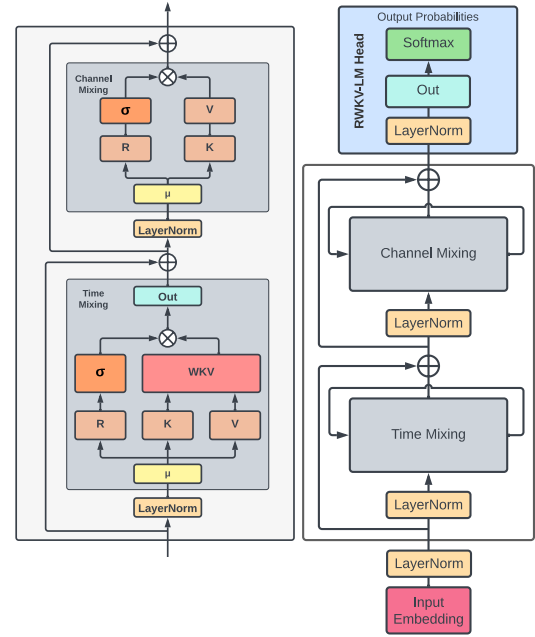 Channel
Mixing
σ
V
R
K
μ
LayerNorm
Time
Mixing
Out
σ
WKV
R
K
V
μ
LayerNorm
Output Probabilities
RWKV-LM Head
Softmax
Out
LayerNorm
Channel Mixing
LayerNorm
Time Mixing
LayerNorm
LayerNorm
Input
Embedding